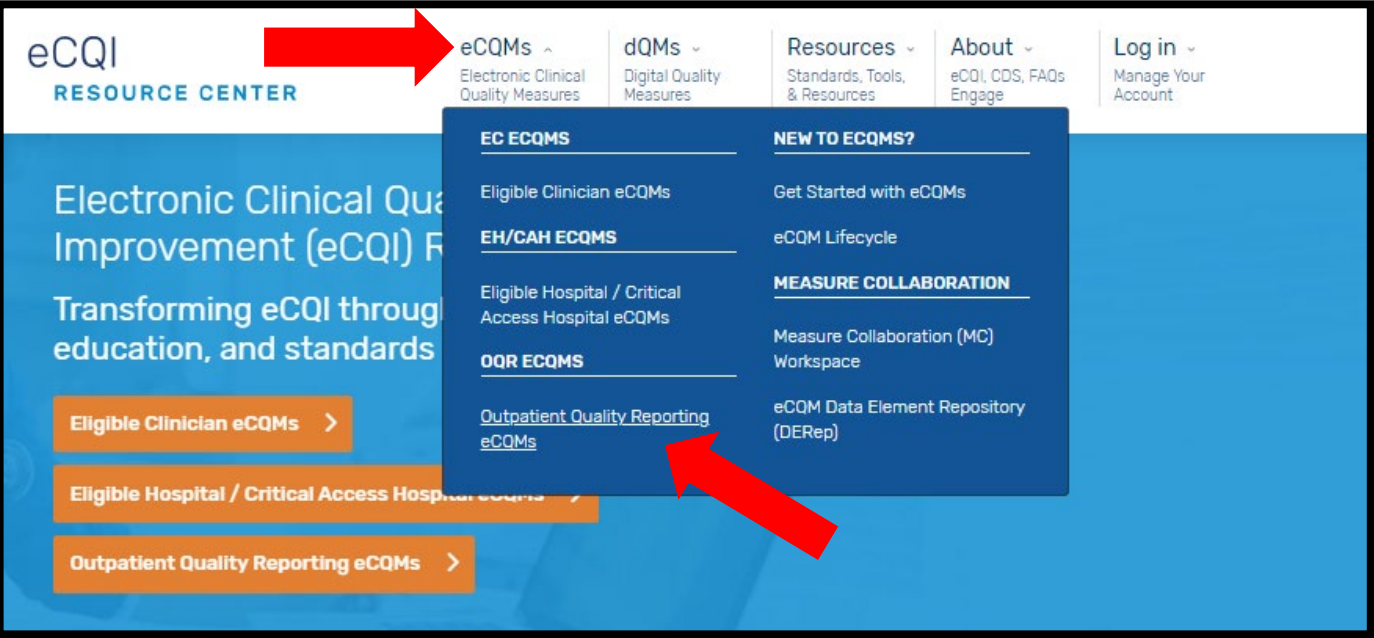 eCQI
RESOURCE CENTER
eCQMs
Electronic Clinical
Quality Measures
dQMs
Digital Quality
Measures
Resources
Standards, Tools,
& Resources
About
eCQI, CDS, FAQs
Engage
Log in
Manage Your
Account
EC ECQMS
Eligible Clinician eCQMs
EH/CAH ECQMS
Eligible Hospital / Critical
Access Hospital eCQMs
OQR ECQMS
Outpatient Quality Reporting
eCQMs
NEW TO ECQMS?
Get Started with eCQMs
eCQM Lifecycle
MEASURE COLLABORATION
Measure Collaboration (MC)
Workspace
eCQM Data Element Repository
(DERep)
Electronic Clinical
Improvement (eCQI)
Transforming eCQI
education, and standards
Eligible Clinician eCQMs
Eligible Hospital / Critical Access Hospital eCQMs
Outpatient Quality Reporting eCQMs